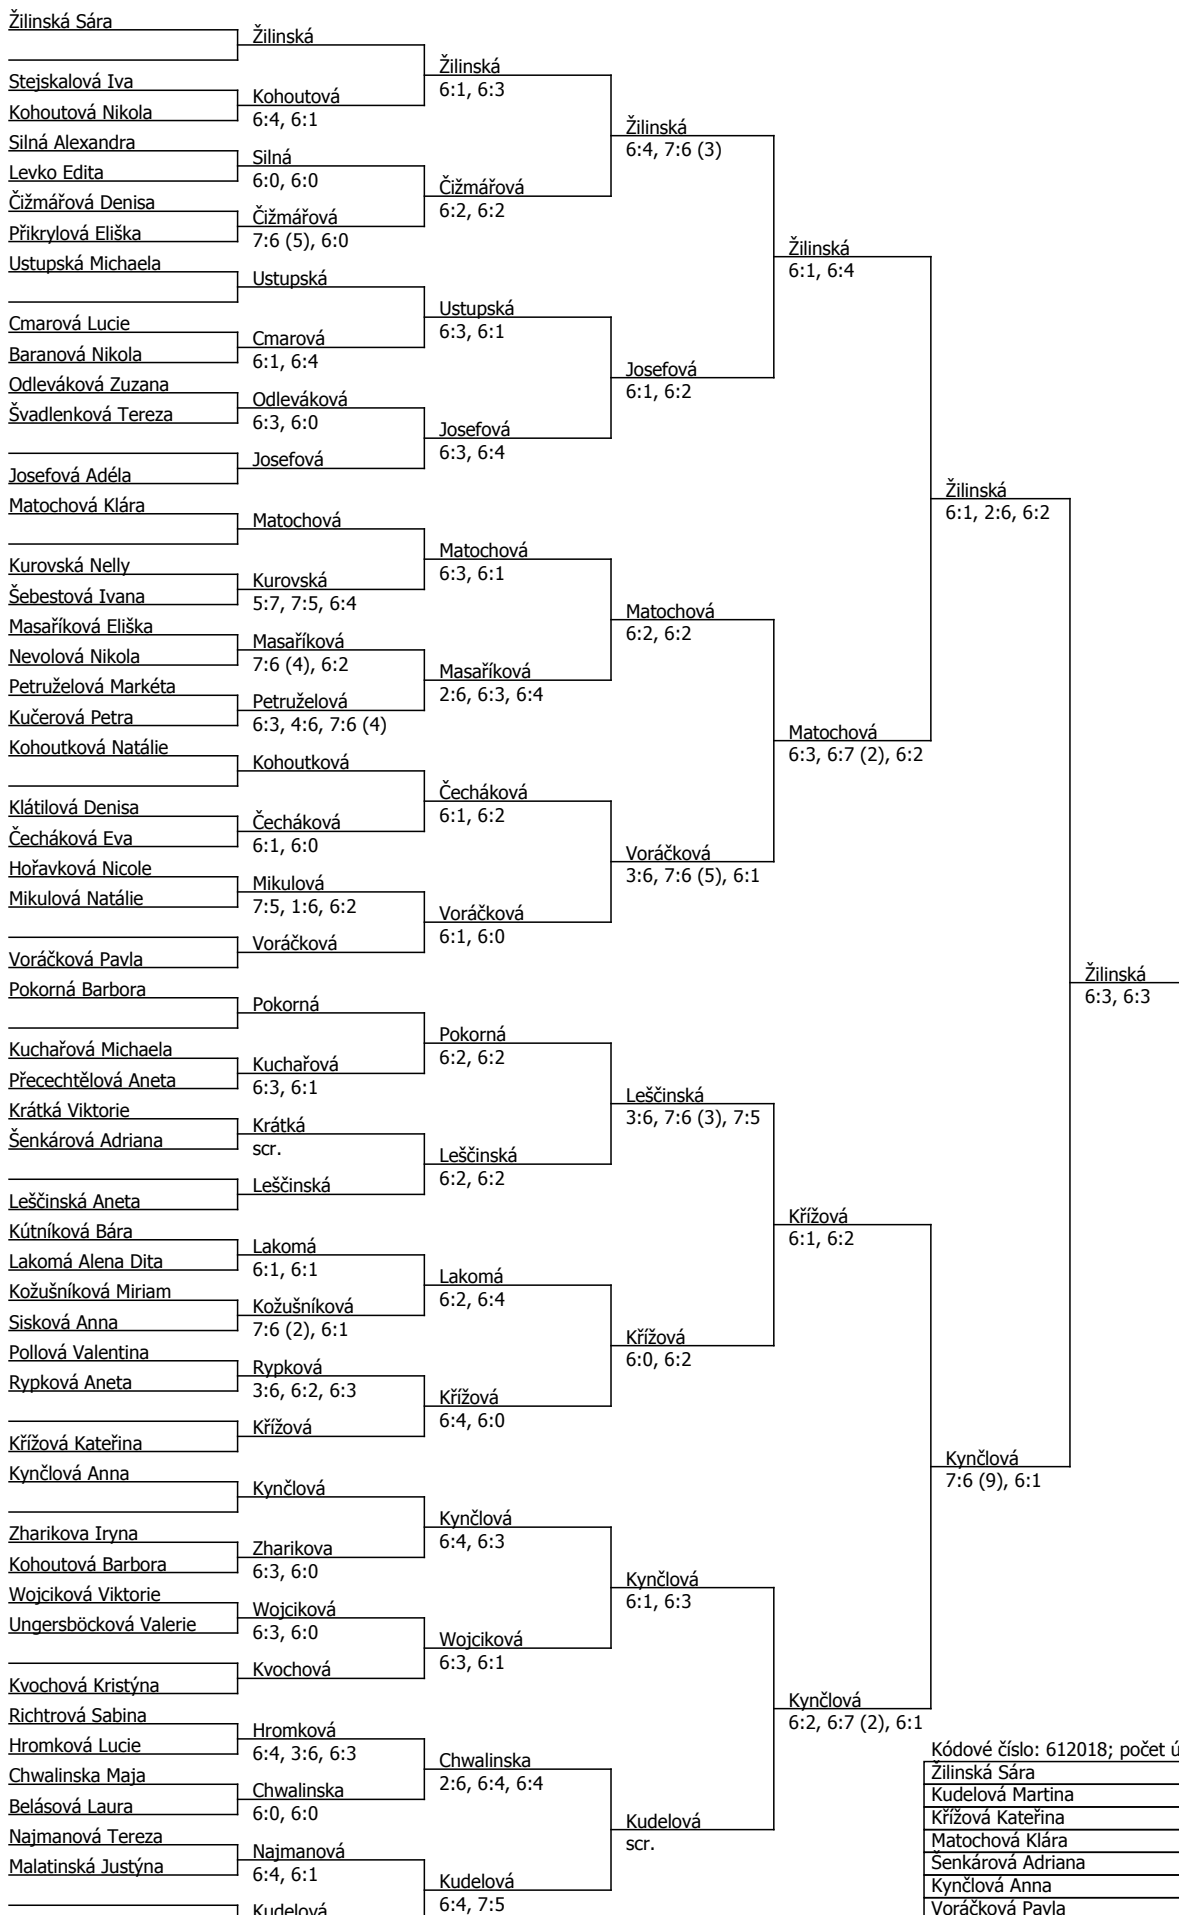 Žilinská Sára
Stejskalová Iva
Kohoutová Nikola
Silná Alexandra
Levko Edita
Čižmářová Denisa
Přikrylová Eliška
Ustupská Michaela
Cmarová Lucie
Baranová Nikola
Odleváková Zuzana
Švadlenková Tereza
Josefová Adéla
Matochová Klára
Kurovská Nelly
Šebestová Ivana
Masaříková Eliška
Nevolová Nikola
Petruželová Markéta
Kučerová Petra
Kohoutková Natálie
Klátilová Denisa
Čecháková Eva
Hořavková Nicole
Mikulová Natálie
Voráčková Pavla
Pokorná Barbora
Kuchařová Michaela
Přecechtělová Aneta
Krátká Viktorie
Šenkárová Adriana
Leščinská Aneta
Kútníková Bára
Lakomá Alena Dita
Kožušníková Miriam
Sisková Anna
Pollová Valentina
Rypková Aneta
Křížová Kateřina
Kynčlová Anna
Zharikova Iryna
Kohoutová Barbora
Wojciková Viktorie
Ungersböcková Valerie
Kvochová Kristýna
Richtrová Sabina
Hromková Lucie
Chwalinska Maja
Belásová Laura
Najmanová Tereza
Malatinská Justýna
Žilinská
Kohoutová
6:4, 6:1
Silná
6:0, 6:0
Čižmářová
7:6 (5), 6:0
Ustupská
Cmarová
6:1, 6:4
Odleváková
6:3, 6:0
Josefová
Matochová
Kurovská
5:7, 7:5, 6:4
Masaříková
7:6 (4), 6:2
Petruželová
6:3, 4:6, 7:6 (4)
Kohoutková
Čecháková
6:1, 6:0
Mikulová
7:5, 1:6, 6:2
Voráčková
Pokorná
Kuchařová
6:3, 6:1
Krátká
scr.
Leščinská
Lakomá
6:1, 6:1
Kožušníková
7:6 (2), 6:1
Rypková
3:6, 6:2, 6:3
Křížová
Kynčlová
Zharikova
6:3, 6:0
Wojciková
6:3, 6:0
Kvochová
Hromková
6:4, 3:6, 6:3
Chwalinska
6:0, 6:0
Najmanová
6:4, 6:1
Kudelová
Žilinská
6:1, 6:3
Čižmářová
6:2, 6:2
Ustupská
6:3, 6:1
Josefová
6:3, 6:4
Matochová
6:3, 6:1
Masaříková
2:6, 6:3, 6:4
Čecháková
6:1, 6:2
Voráčková
6:1, 6:0
Pokorná
6:2, 6:2
Leščinská
6:2, 6:2
Lakomá
6:2, 6:4
Křížová
6:4, 6:0
Kynčlová
6:4, 6:3
Wojciková
6:3, 6:1
Chwalinska
2:6, 6:4, 6:4
Kudelová
6:4, 7:5
Žilinská
6:4, 7:6 (3)
Josefová
6:1, 6:2
Matochová
6:2, 6:2
Voráčková
3:6, 7:6 (5), 6:1
Leščinská
3:6, 7:6 (3), 7:5
Křížová
6:0, 6:2
Kynčlová
6:1, 6:3
Kudelová
scr.
Žilinská
6:1, 6:4
Matochová
6:3, 6:7 (2), 6:2
Křížová
6:1, 6:2
Kynčlová
6:2, 6:7 (2), 6:1
Žilinská
6:1, 2:6, 6:2
Kynčlová
7:6 (9), 6:1
Žilinská
6:3, 6:3
Kódové číslo: 612018; počet ú
Žilinská Sára
Kudelová Martina
Křížová Kateřina
Matochová Klára
Šenkárová Adriana
Kynčlová Anna
Voráčková Pavla